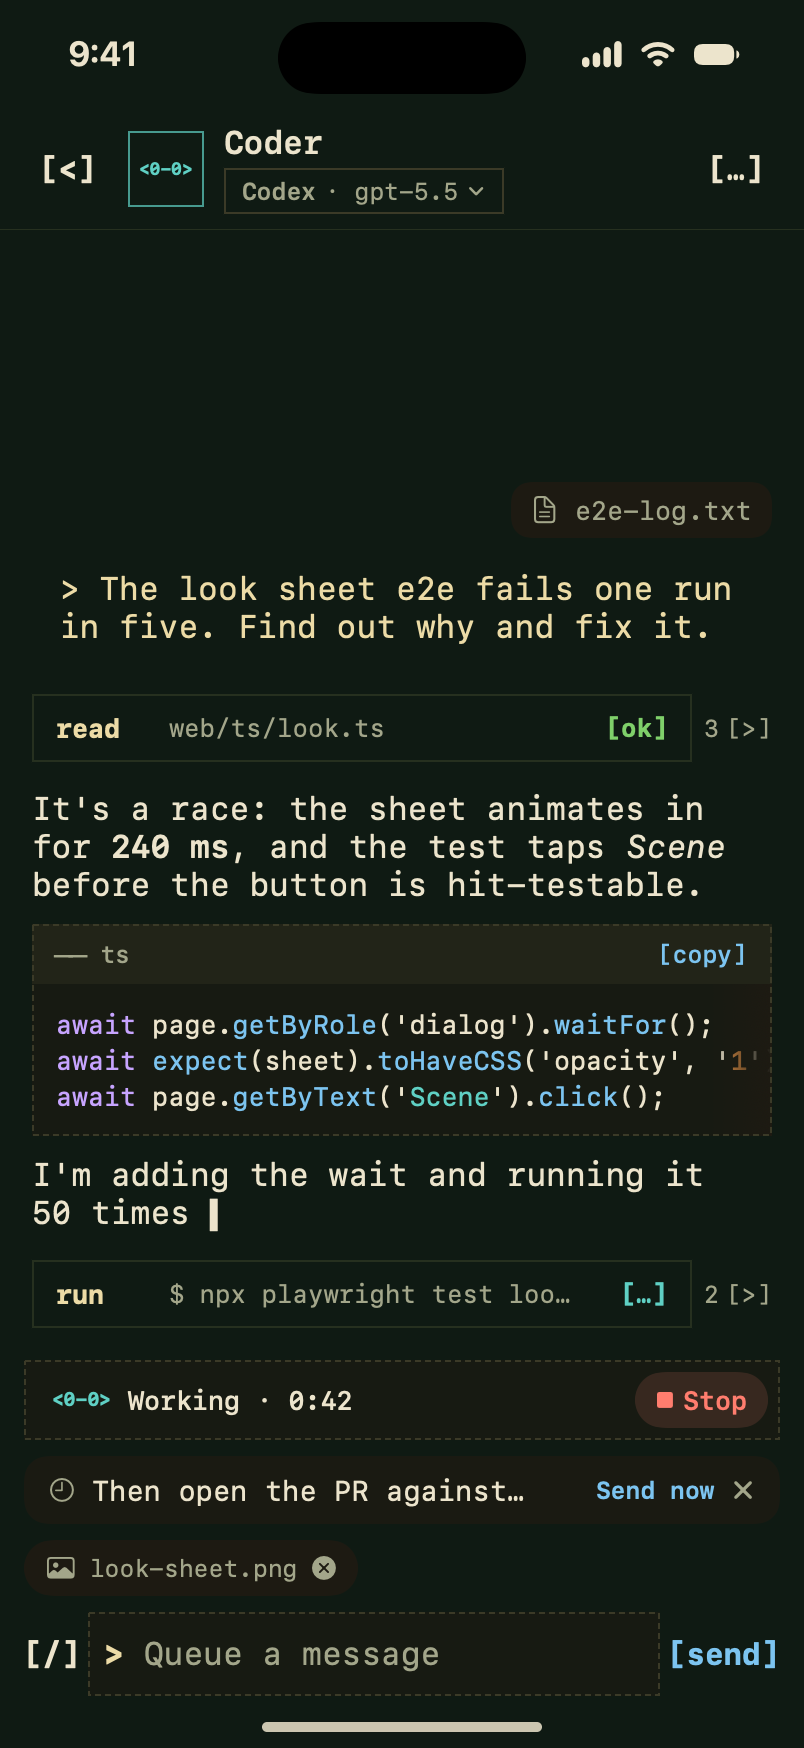 9:41
[<]
<0-0>
Coder
Codex · gpt-5.5
[…]
e2e-log.txt
> The look sheet e2e fails one run
in five. Find out why and fix it.
read web/ts/look.ts [ok] 3 [>]
It's a race: the sheet animates in
for 240 ms, and the test taps Scene
before the button is hit-testable.
—— ts [copy]
await page.getByRole('dialog').waitFor();
await expect(sheet).toHaveCSS('opacity', '1'
await page.getByText('Scene').click();
I'm adding the wait and running it
50 times
run $ npx playwright test loo… […] 2 [>]
<0-0> Working · 0:42 Stop
Then open the PR against… Send now
look-sheet.png
[/] > Queue a message [send]